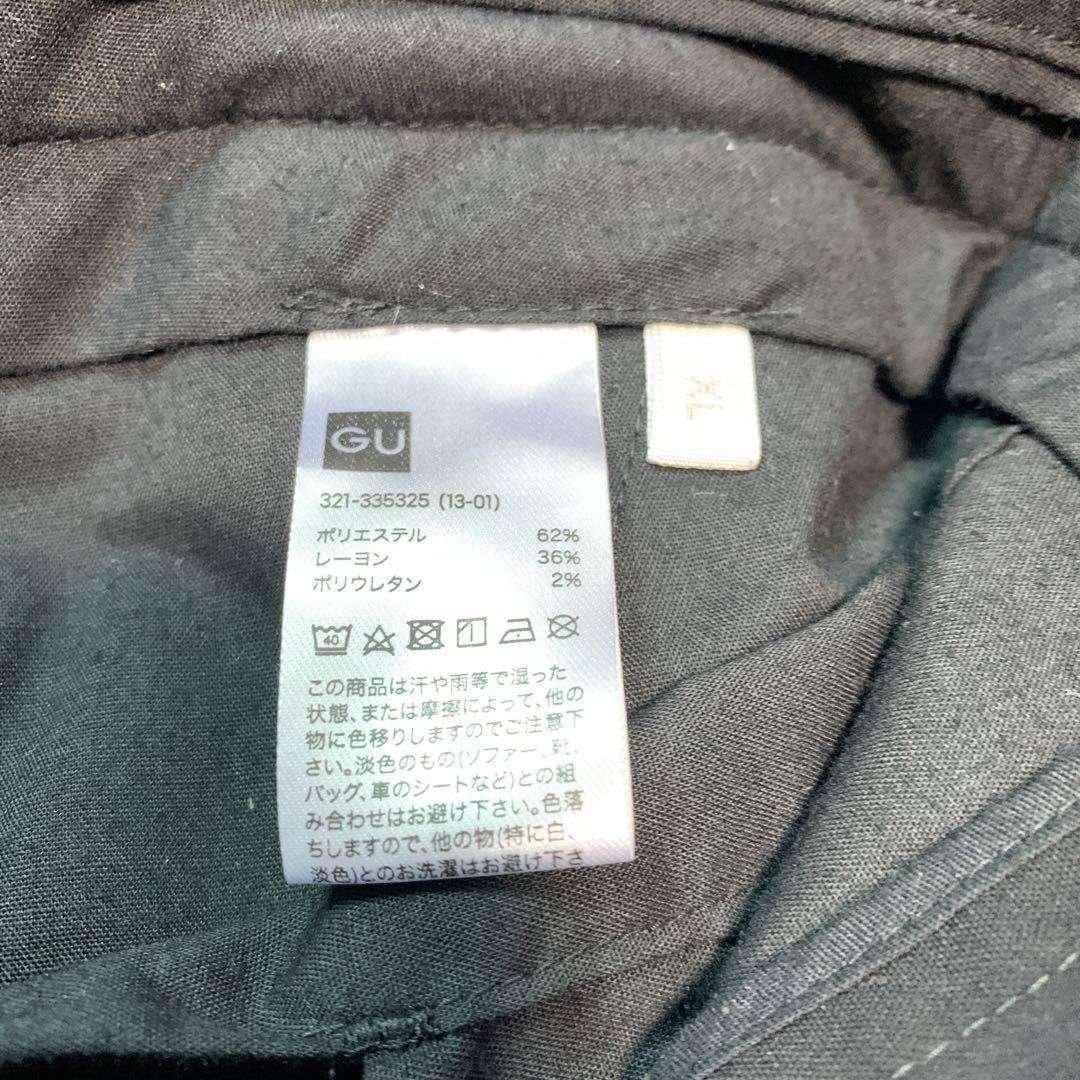 GU
XL
321-335325 (13-01)
ポリエステル 62%
レーヨン 36%
ポリウレタン 2%
40
この商品は汗や雨等で湿った
状態、または摩擦によって、他の
物に色移りしますのでご注意下
さい。淡色のもの(ソファー、靴、
バッグ、車のシートなど)との組
み合わせはお避け下さい。色落
ちしますので、他の物(特に白、
淡色)とのお洗濯はお避け下さ